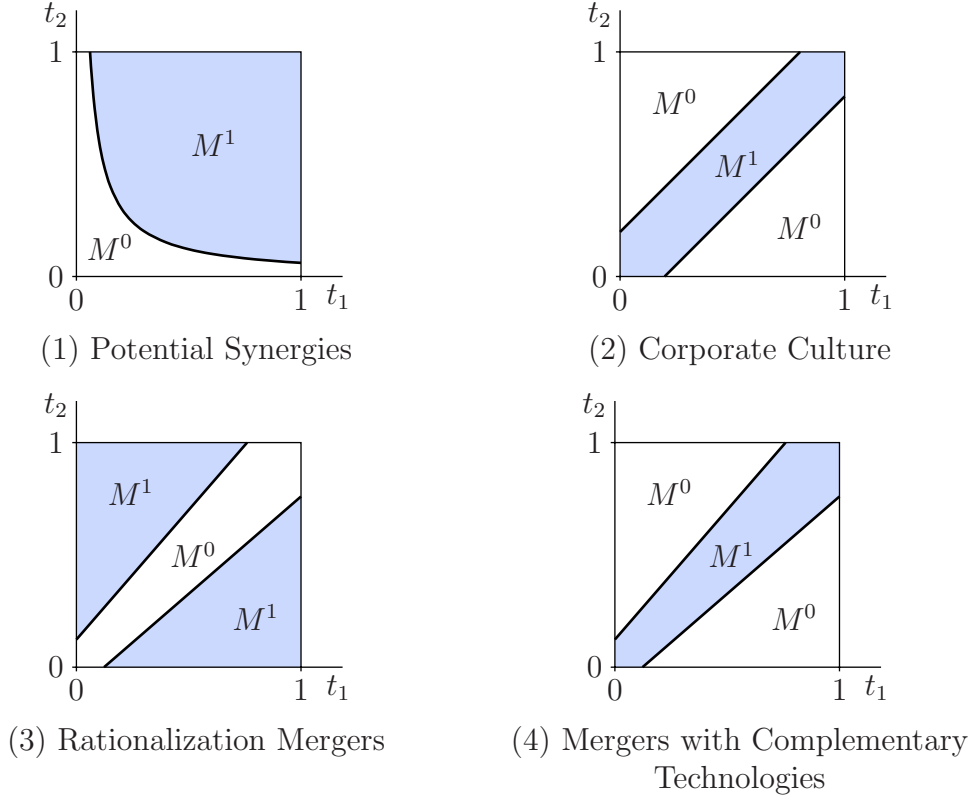 t₂
1
M¹
M⁰
0
0 1 t₁
(1) Potential Synergies
t₂
1
M⁰
M¹
M⁰
0
0 1 t₁
(2) Corporate Culture
t₂
1
M¹
M⁰
M¹
0
0 1 t₁
(3) Rationalization Mergers
t₂
1
M⁰
M¹
M⁰
0
0 1 t₁
(4) Mergers with Complementary
Technologies